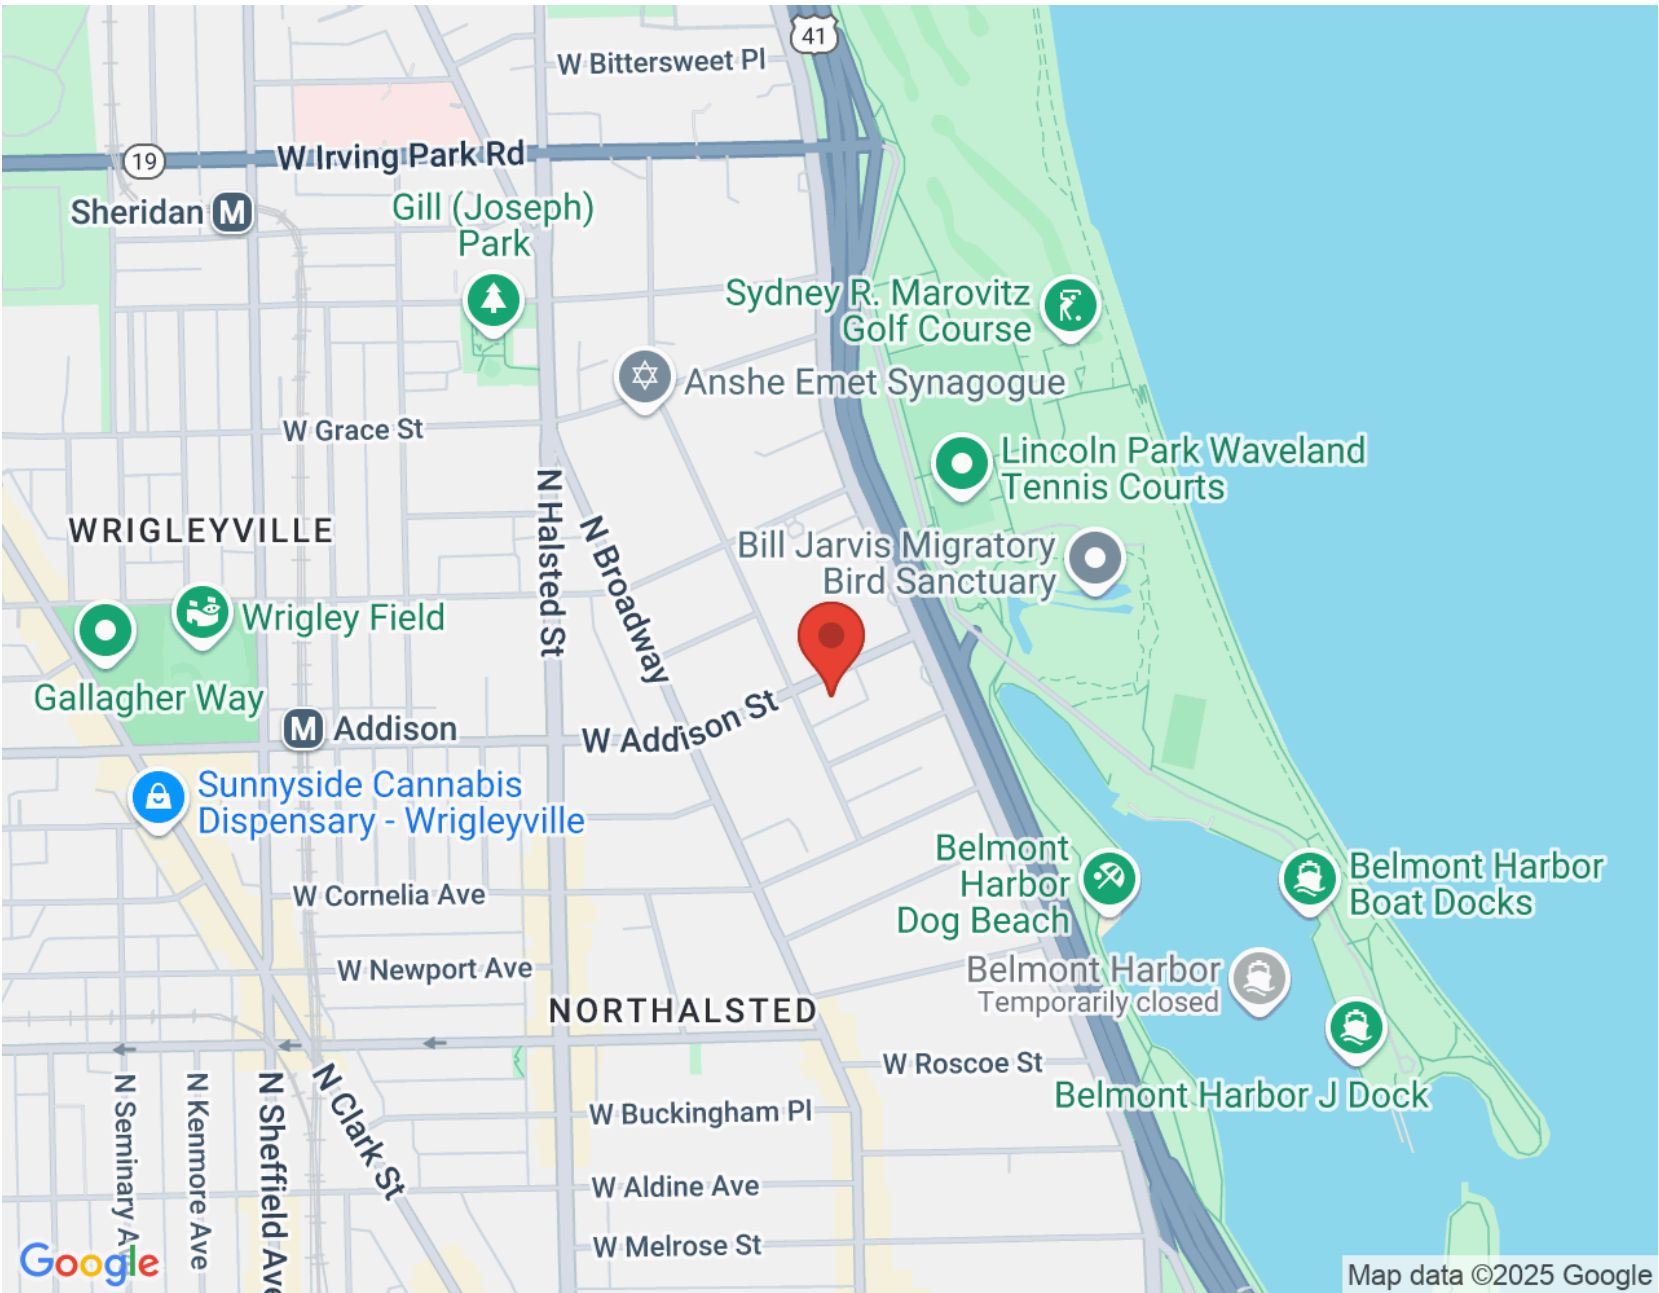 41
W Bittersweet Pl
19
W Irving Park Rd
Sheridan M
Gill (Joseph)
Park
Sydney R. Marovitz
Golf Course
Anshe Emet Synagogue
W Grace St
Lincoln Park Waveland
Tennis Courts
N Halsted St
N Broadway
WRIGLEYVILLE
Bill Jarvis Migratory
Bird Sanctuary
Wrigley Field
Gallagher Way
M Addison
W Addison St
Sunnyside Cannabis
Dispensary - Wrigleyville
Belmont
Harbor
Dog Beach
Belmont Harbor
Boat Docks
W Cornelia Ave
W Newport Ave
Belmont Harbor
Temporarily closed
NORTHALSTED
W Roscoe St
Belmont Harbor J Dock
N Seminary A
N Kenmore Ave
N Sheffield Ave
N Clark St
W Buckingham Pl
W Aldine Ave
W Melrose St
Google
Map data ©2025 Google